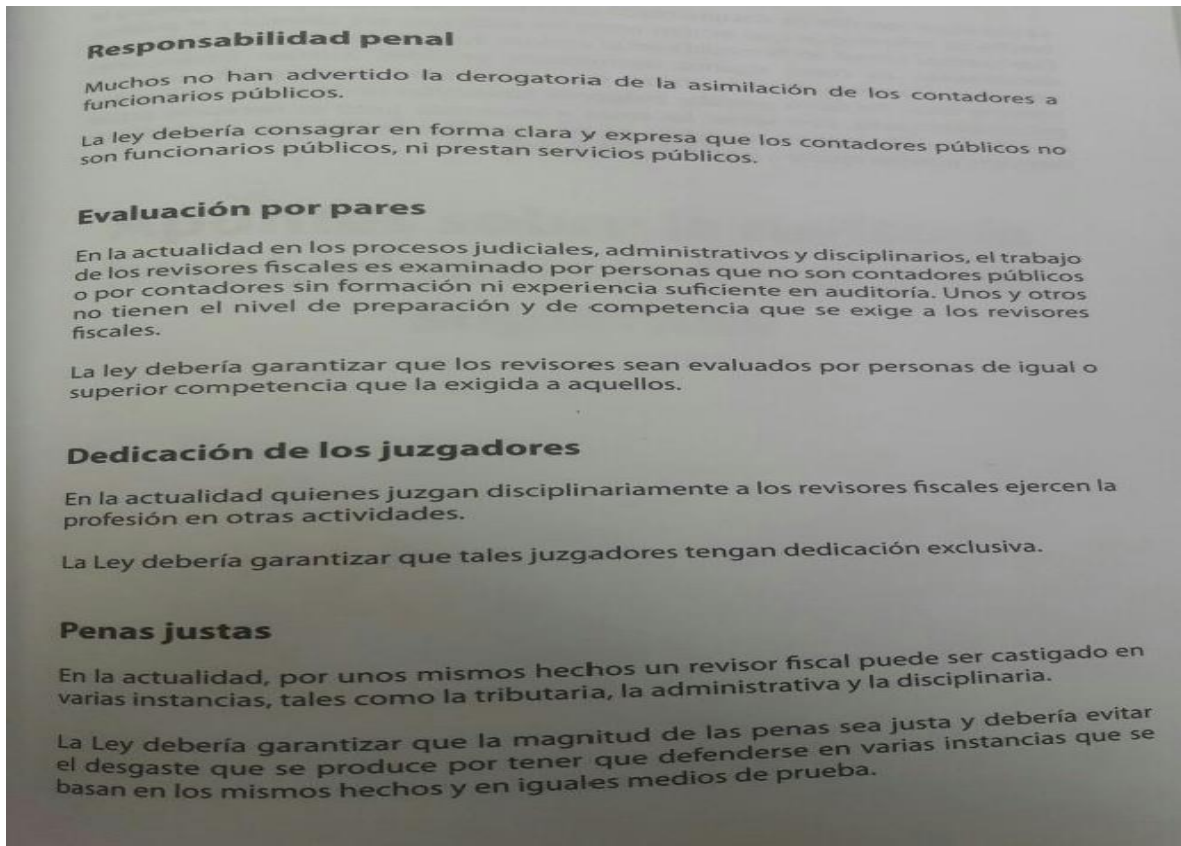 Responsabilidad penal
Muchos no han advertido la derogatoria de la asimilación de los contadores a
funcionarios públicos.
La ley debería consagrar en forma clara y expresa que los contadores públicos no
son funcionarios públicos, ni prestan servicios públicos.
Evaluación por pares
En la actualidad en los procesos judiciales, administrativos y disciplinarios, el trabajo
de los revisores fiscales es examinado por personas que no son contadores públicos
o por contadores sin formación ni experiencia suficiente en auditoría. Unos y otros
no tienen el nivel de preparación y de competencia que se exige a los revisores
fiscales.
La ley debería garantizar que los revisores sean evaluados por personas de igual o
superior competencia que la exigida a aquellos.
Dedicación de los juzgadores
En la actualidad quienes juzgan disciplinariamente a los revisores fiscales ejercen la
profesión en otras actividades.
La Ley debería garantizar que tales juzgadores tengan dedicación exclusiva.
Penas justas
En la actualidad, por unos mismos hechos un revisor fiscal puede ser castigado en
varias instancias, tales como la tributaria, la administrativa y la disciplinaria.
La Ley debería garantizar que la magnitud de las penas sea justa y debería evitar
el desgaste que se produce por tener que defenderse en varias instancias que se
basan en los mismos hechos y en iguales medios de prueba.